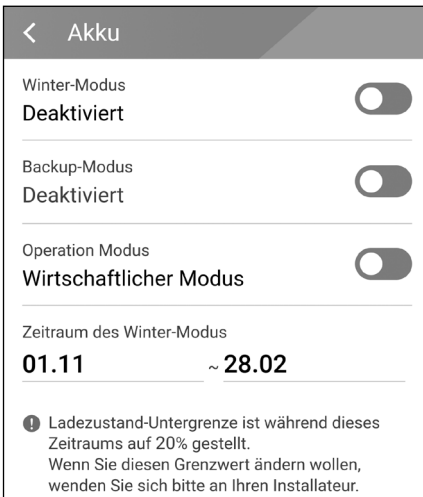 Akku
Winter-Modus
Deaktiviert
Backup-Modus
Deaktiviert
Operation Modus
Wirtschaftlicher Modus
Zeitraum des Winter-Modus
01.11 ~ 28.02
Ladezustand-Untergrenze ist während dieses
Zeitraums auf 20% gestellt.
Wenn Sie diesen Grenzwert ändern wollen,
wenden Sie sich bitte an Ihren Installateur.